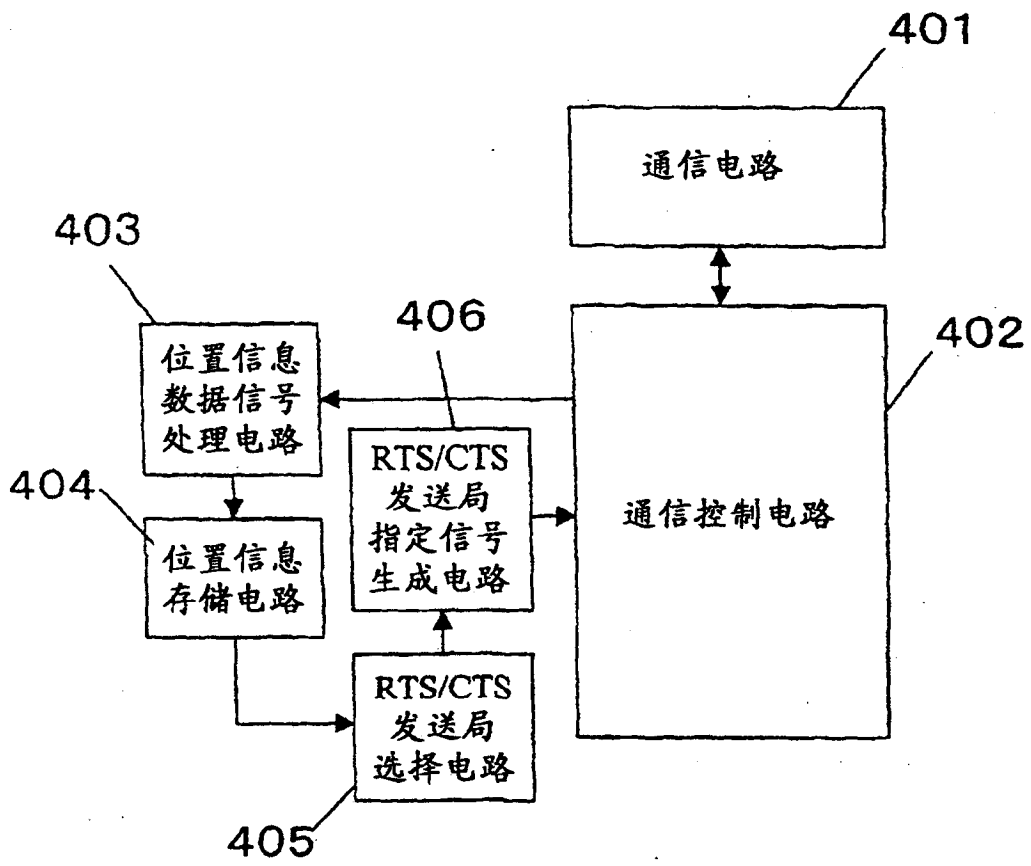 401
通信电路
403
406
402
位置信息
数据信号
处理电路
RTS/CTS
发送局
指定信号
生成电路
404
通信控制电路
位置信息
存储电路
RTS/CTS
发送局
选择电路
405